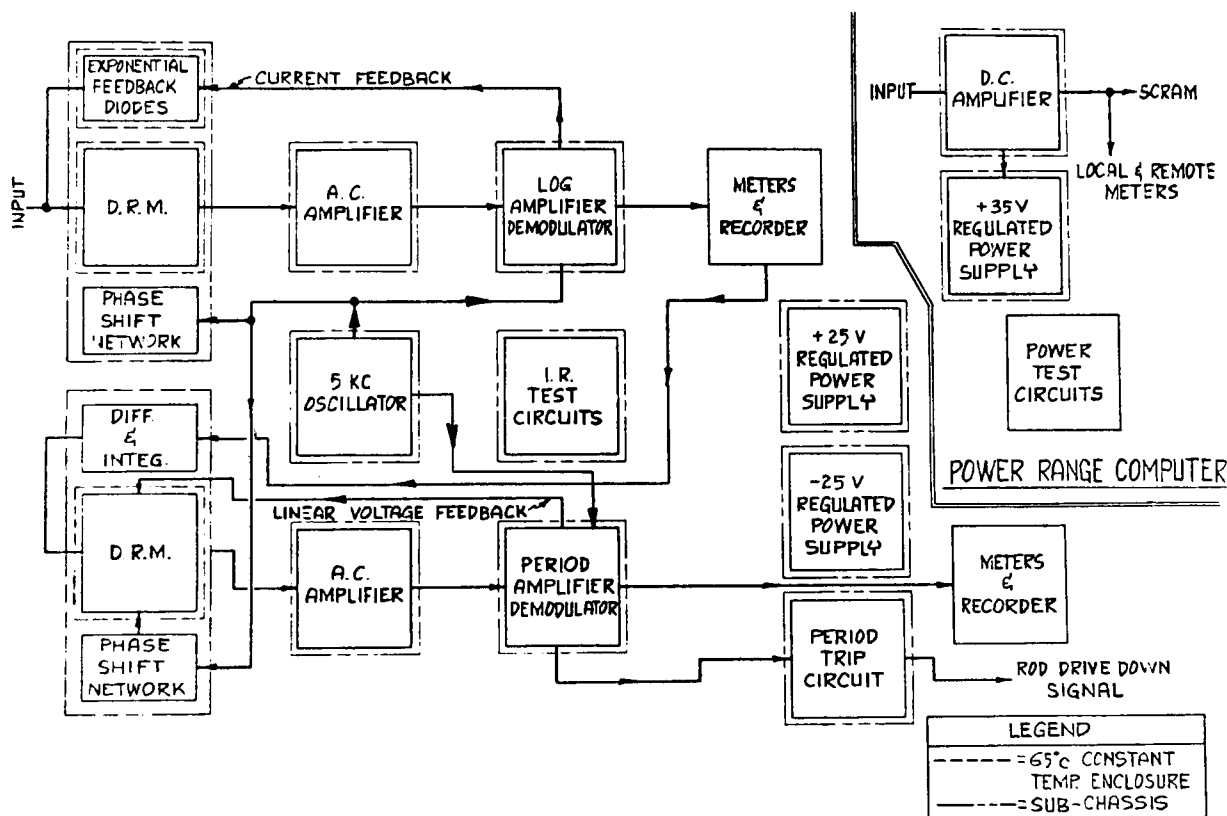 EXPONENTIAL
FEEDBACK
DIODES
CURRENT FEEDBACK
INPUT
D.R.M.
A.C.
AMPLIFIER
LOG
AMPLIFIER
DEMODULATOR
METERS
&
RECORDER
PHASE
SHIFT
NETWORK
5 KC
OSCILLATOR
I.R.
TEST
CIRCUITS
+25 V
REGULATED
POWER
SUPPLY
INPUT
D.C.
AMPLIFIER
SCRAM
LOCAL & REMOTE
METERS
+35 V
REGULATED
POWER
SUPPLY
POWER
TEST
CIRCUITS
POWER RANGE COMPUTER
DIFF.
&
INTEG.
LINEAR VOLTAGE FEEDBACK
D.R.M.
A.C.
AMPLIFIER
PERIOD
AMPLIFIER
DEMODULATOR
-25 V
REGULATED
POWER
SUPPLY
METERS
&
RECORDER
PHASE
SHIFT
NETWORK
PERIOD
TRIP
CIRCUIT
ROD DRIVE DOWN
SIGNAL
LEGEND
= 65°C CONSTANT
TEMP. ENCLOSURE
= SUB-CHASSIS